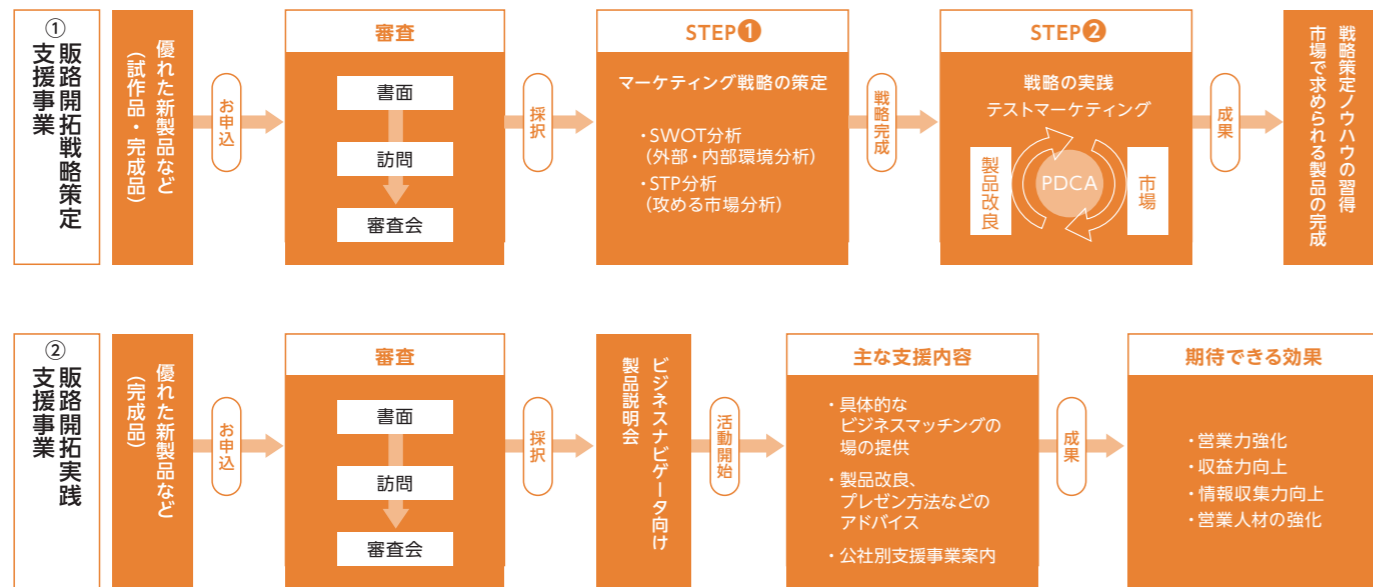 ①
販路開拓戦略策定
支援事業
優れた新製品など
（試作品・完成品）
お申込
審査
書面
訪問
審査会
採択
STEP❶
マーケティング戦略の策定
・SWOT分析
（外部・内部環境分析）
・STP分析
（攻める市場分析）
戦略完成
STEP❷
戦略の実践
テストマーケティング
製品改良
PDCA
市場
成果
戦略策定ノウハウの習得
市場で求められる製品の完成
②
販路開拓実践
支援事業
優れた新製品など
（完成品）
お申込
審査
書面
訪問
審査会
採択
ビジネスナビゲータ向け
製品説明会
活動開始
主な支援内容
・具体的な
ビジネスマッチングの
場の提供
・製品改良、
プレゼン方法などの
アドバイス
・公社別支援事業案内
成果
期待できる効果
・営業力強化
・収益力向上
・情報収集力向上
・営業人材の強化